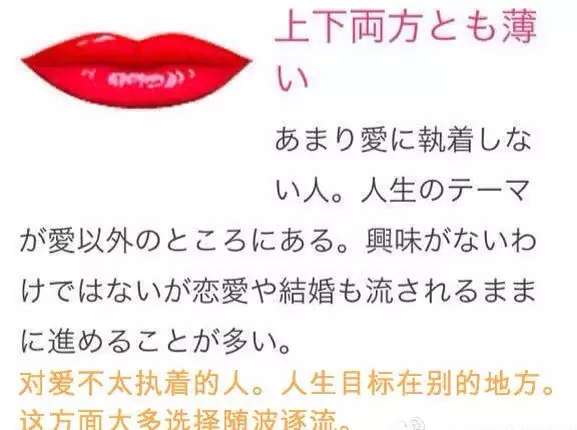 上下両方とも薄
い
あまり愛に執着しな
い人。人生のテーマ
が愛以外のところにある。興味がないわ
けではないが恋愛や結婚も流されるまま
に進めることが多い。
对爱不太执着的人。人生目标在别的地方。
这方面大多选择随波逐流。